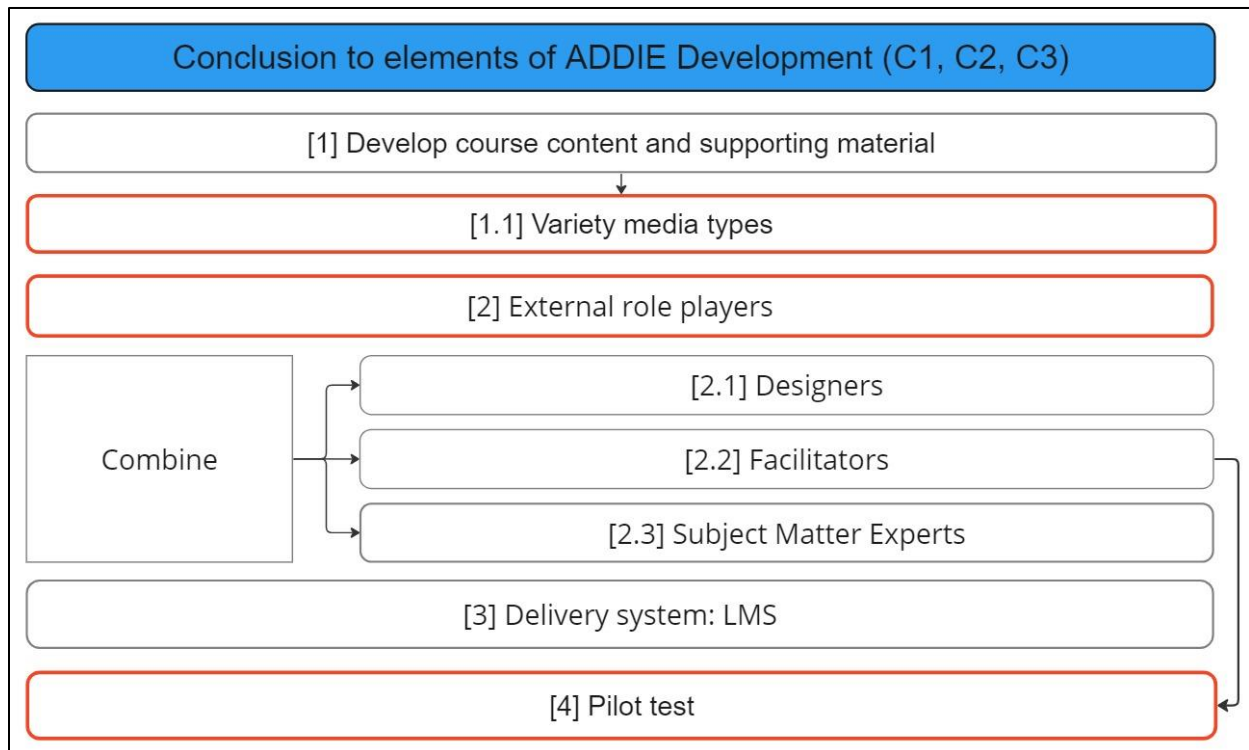 Conclusion to elements of ADDIE Development (C1, C2, C3)
[1] Develop course content and supporting material
[1.1] Variety media types
[2] External role players
Combine
[2.1] Designers
[2.2] Facilitators
[2.3] Subject Matter Experts
[3] Delivery system: LMS
[4] Pilot test